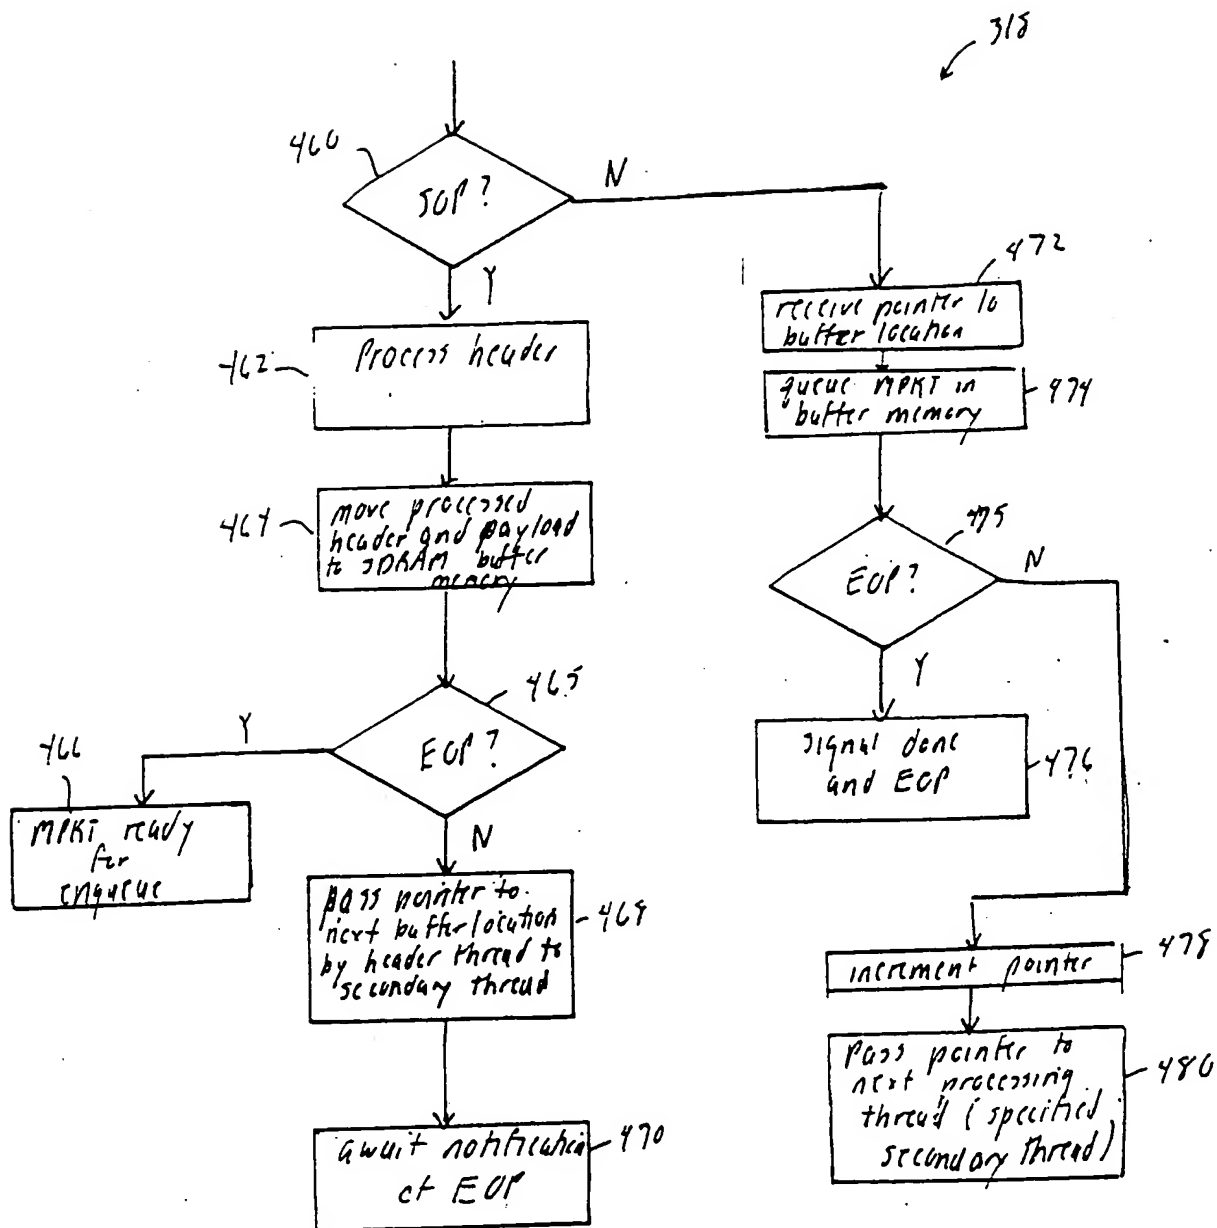 318
460
SOP?
N
Y
462
Process header
464
move processed
header and payload
to SDRAM buffer
memory
465
EOP?
Y
N
466
MPKT ready
for
enqueue
468
pass pointer to
next buffer location
by header thread to
secondary thread
await notification
of EOP
470
472
receive pointer to
buffer location
queue MPKT in
buffer memory
474
475
EOP?
N
Y
signal done
and EOP
476
increment pointer
478
Pass pointer to
next processing
thread (specified
secondary thread)
480